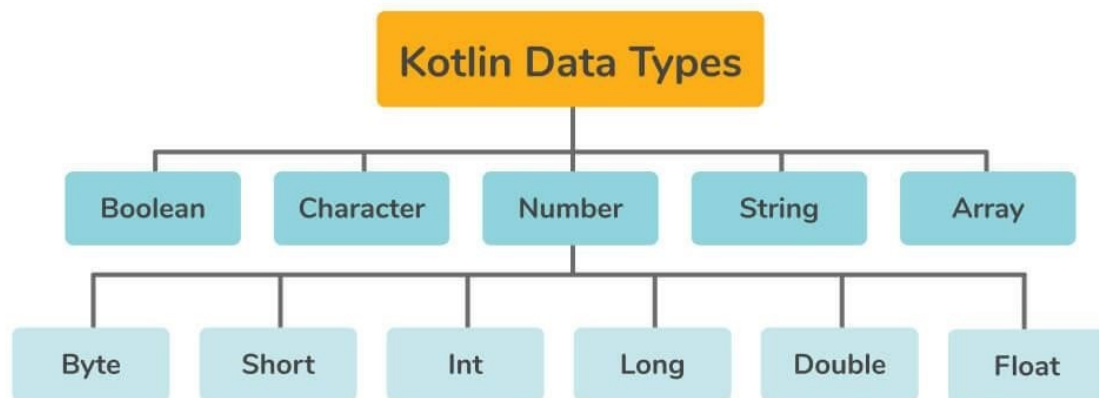 Kotlin Data Types
Boolean
Character
Number
String
Array
Byte
Short
Int
Long
Double
Float